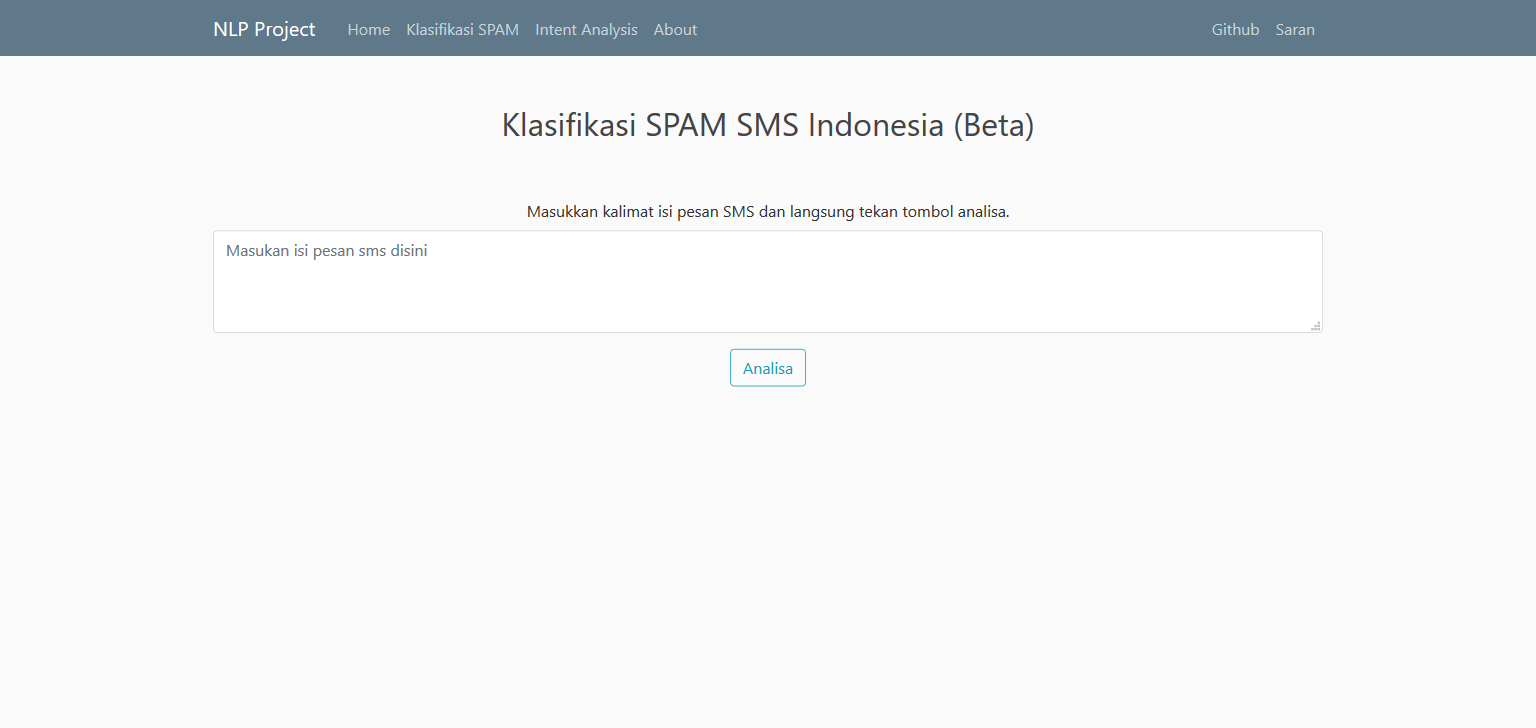 NLP Project Home Klasifikasi SPAM Intent Analysis About Github Saran
Klasifikasi SPAM SMS Indonesia (Beta)
Masukkan kalimat isi pesan SMS dan langsung tekan tombol analisa.
Masukan isi pesan sms disini
Analisa